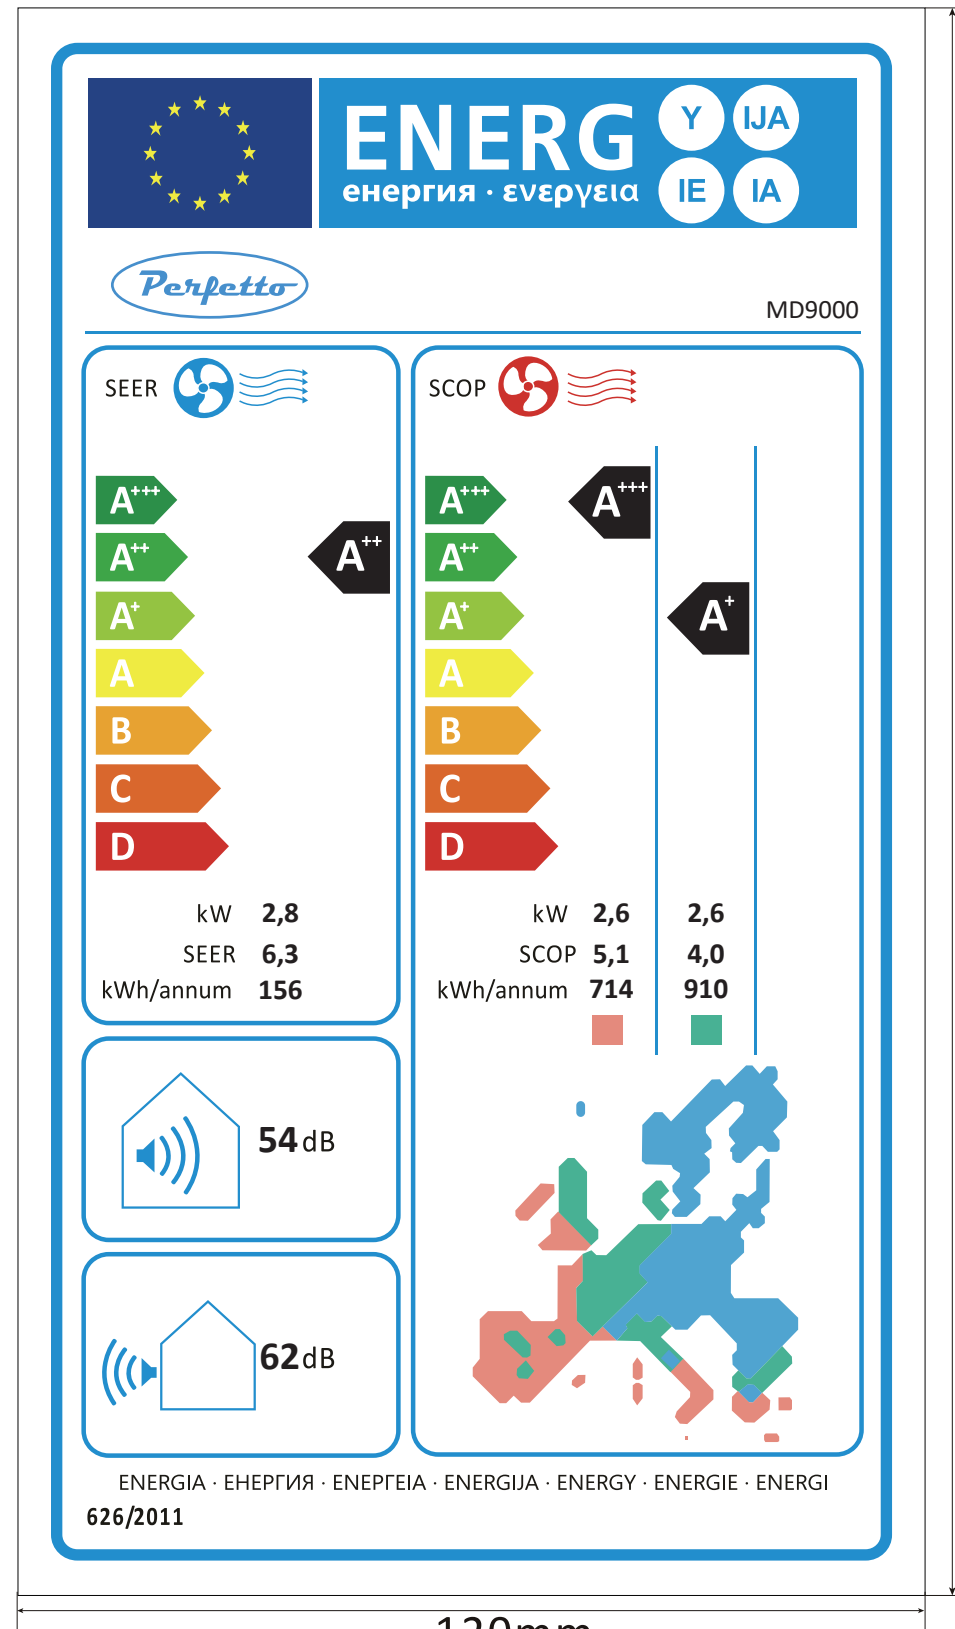 ENERG Y IJA
енергия · ενεργεια IE IA
Perfetto
MD9000
SEER
A+++
A++
A++
A+
A
B
C
D
kW 2,8
SEER 6,3
kWh/annum 156
SCOP
A+++
A+++
A++
A+
A+
A
B
C
D
kW 2,6 2,6
SCOP 5,1 4,0
kWh/annum 714 910
54 dB
62 dB
ENERGIA · ЕНЕРГИЯ · ΕΝΕΡΓΕΙΑ · ENERGIJA · ENERGY · ENERGIE · ENERGI
626/2011